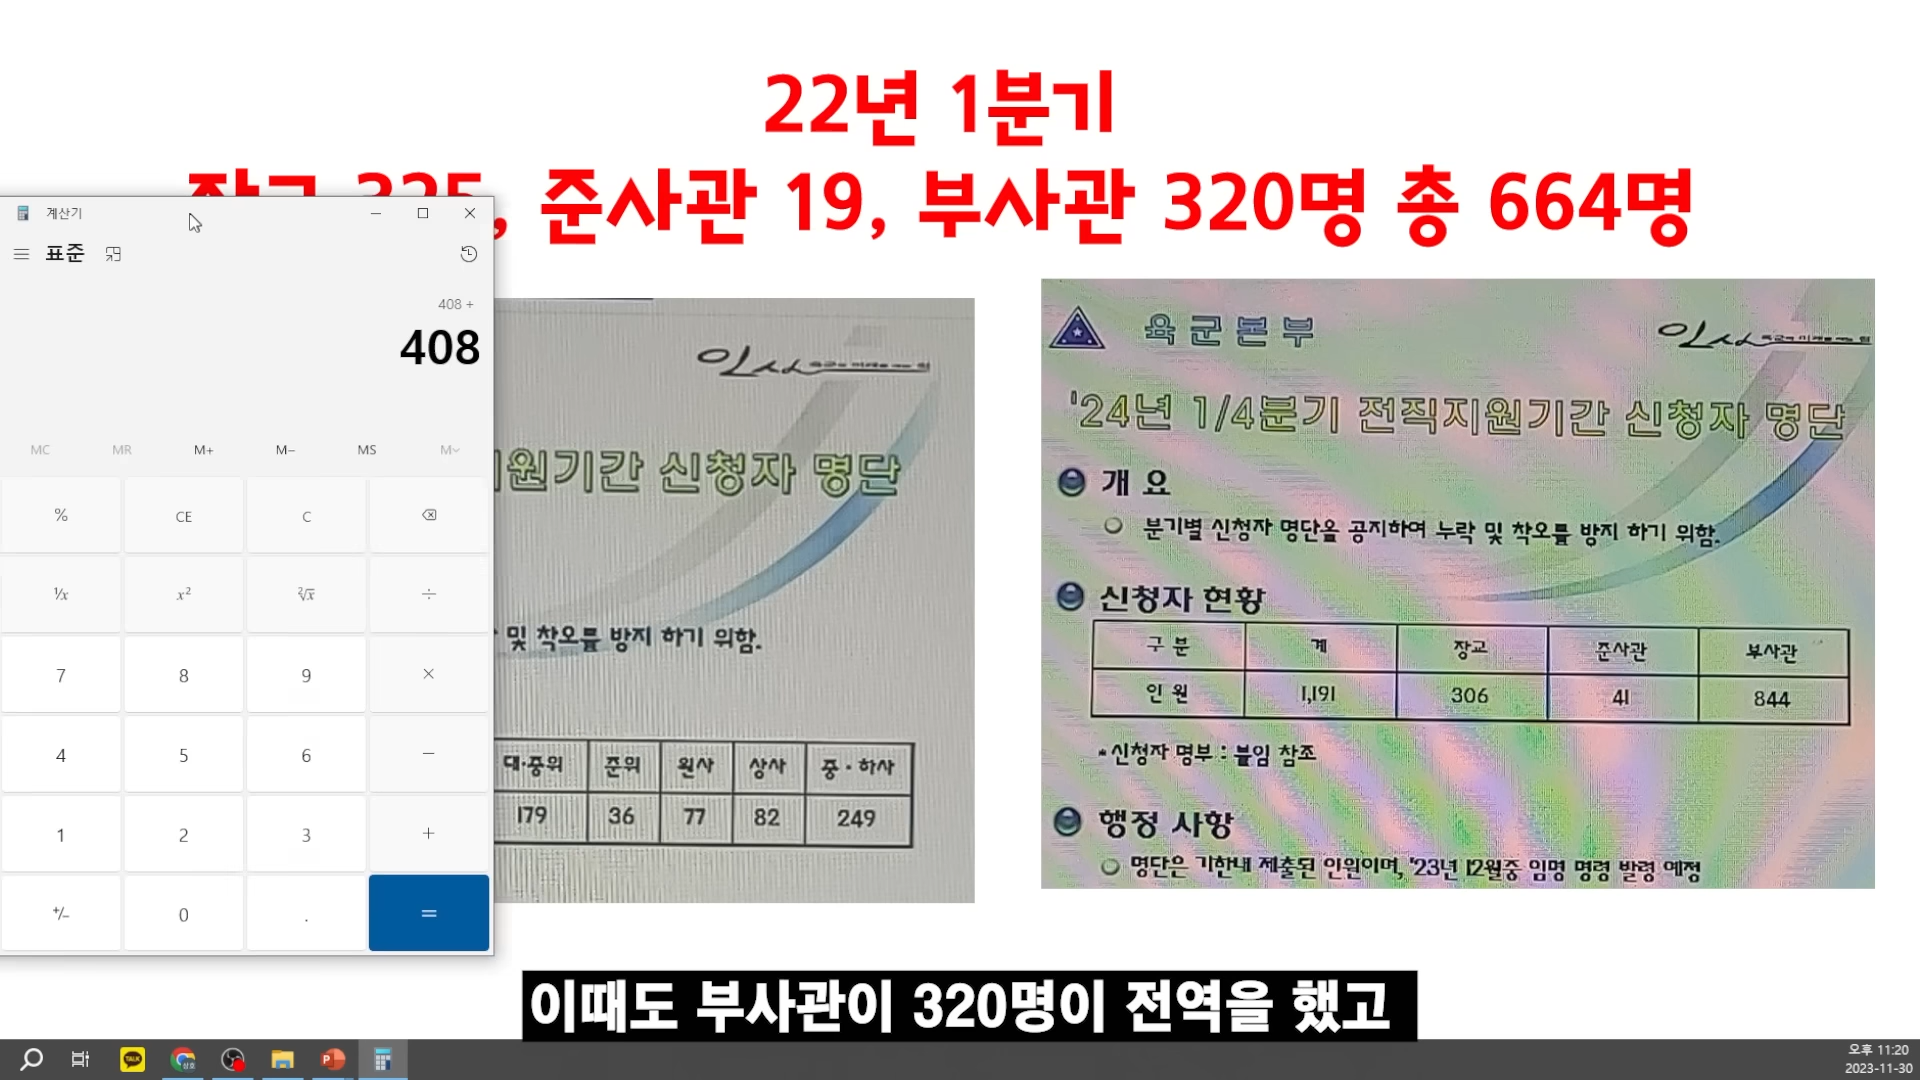 22년 1분기
장교 325, 준사관 19, 부사관 320명 총 664명
계산기
표준
408 +
408
MC MR M+ M− MS M
% CE C
¹/x x² ²√x ÷
7 8 9 ×
4 5 6 −
1 2 3 +
+/− 0 . =
인사
원기간 신청자 명단
및 착오를 방지 하기 위함.
대·중위 준위 원사 상사 중·하사
179 36 77 82 249
육군본부
인사
'24년 1/4분기 전직지원기간 신청자 명단
개 요
분기별 신청자 명단을 공지하여 누락 및 착오를 방지 하기 위함.
신청자 현황
구 분 계 장교 준사관 부사관
인 원 1,191 306 41 844
* 신청자 명부 : 붙임 참조
행정 사항
명단은 기한내 제출된 인원이며, '23년 12월중 임명 명령 발령 예정
이때도 부사관이 320명이 전역을 했고
TALK
상호
P
오후 11:20
2023-11-30